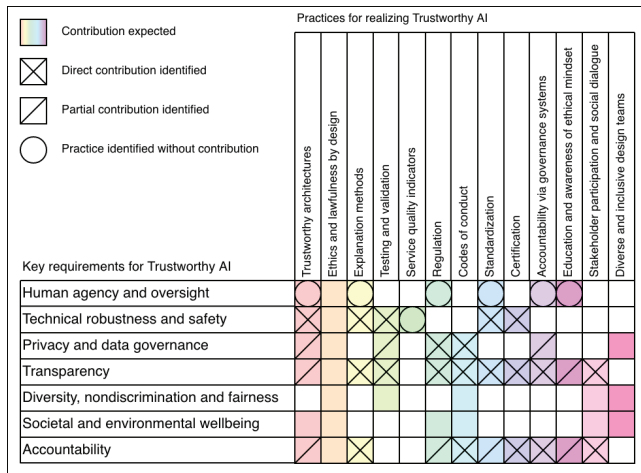 Practices for realizing Trustworthy AI
Contribution expected
Direct contribution identified
Partial contribution identified
Practice identified without contribution
Trustworthy architectures
Ethics and lawfulness by design
Explanation methods
Testing and validation
Service quality indicators
Regulation
Codes of conduct
Standardization
Certification
Accountability via governance systems
Education and awareness of ethical mindset
Stakeholder participation and social dialogue
Diverse and inclusive design teams
Key requirements for Trustworthy AI
Human agency and oversight
Technical robustness and safety
Privacy and data governance
Transparency
Diversity, nondiscrimination and fairness
Societal and environmental wellbeing
Accountability